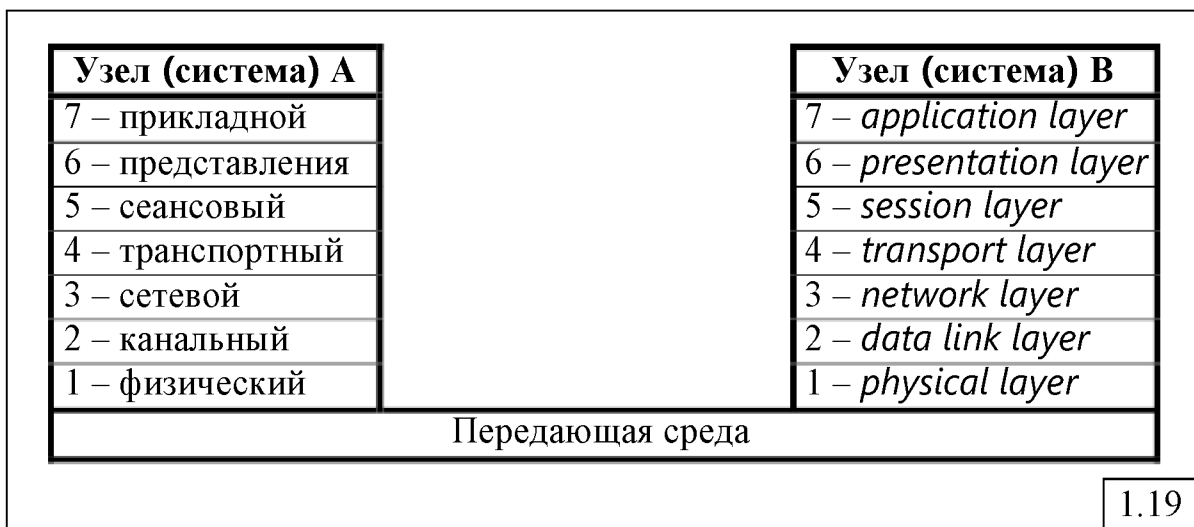 Узел (система) А
7 – прикладной
6 – представления
5 – сеансовый
4 – транспортный
3 – сетевой
2 – канальный
1 – физический
Узел (система) В
7 – application layer
6 – presentation layer
5 – session layer
4 – transport layer
3 – network layer
2 – data link layer
1 – physical layer
Передающая среда
1.19